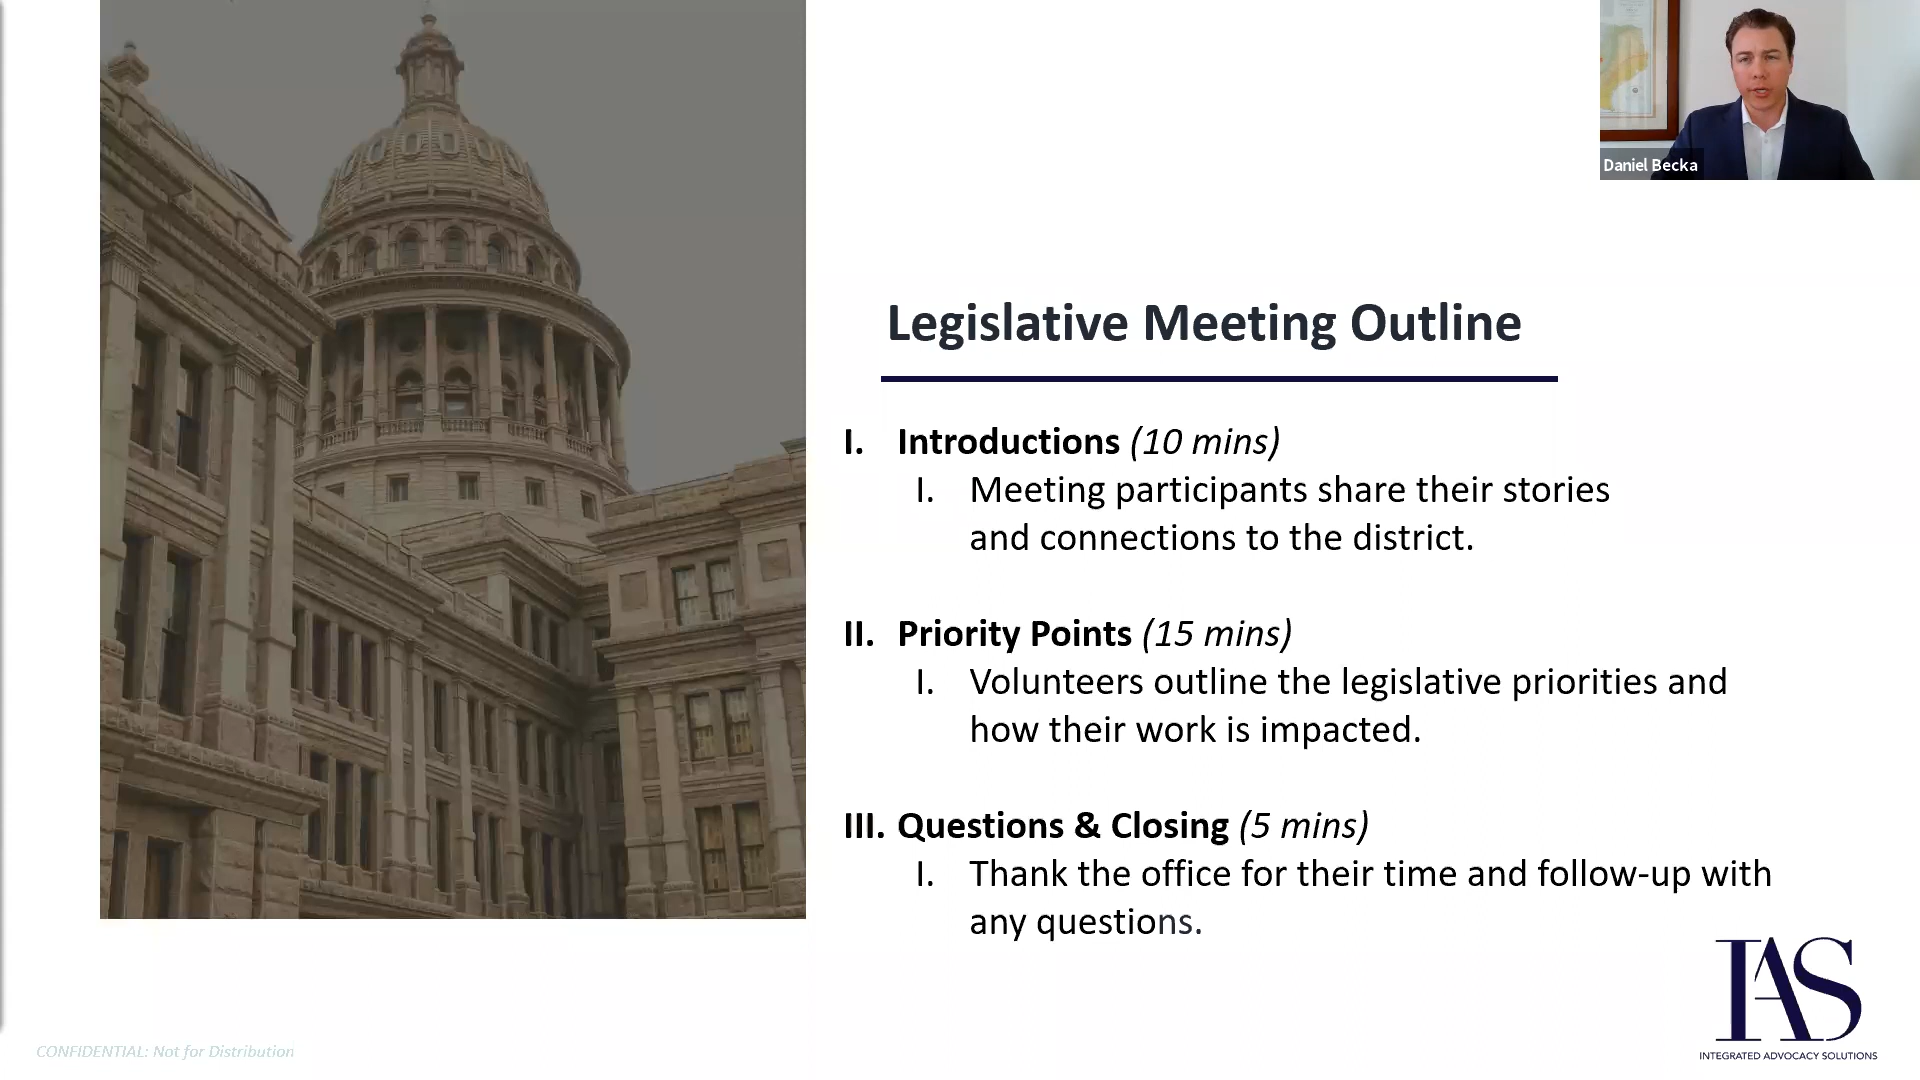 Daniel Becka
Legislative Meeting Outline
I. Introductions (10 mins)
I. Meeting participants share their stories
and connections to the district.
II. Priority Points (15 mins)
I. Volunteers outline the legislative priorities and
how their work is impacted.
III. Questions & Closing (5 mins)
I. Thank the office for their time and follow-up with
any questions.
IAS
INTEGRATED ADVOCACY SOLUTIONS
CONFIDENTIAL: Not for Distribution